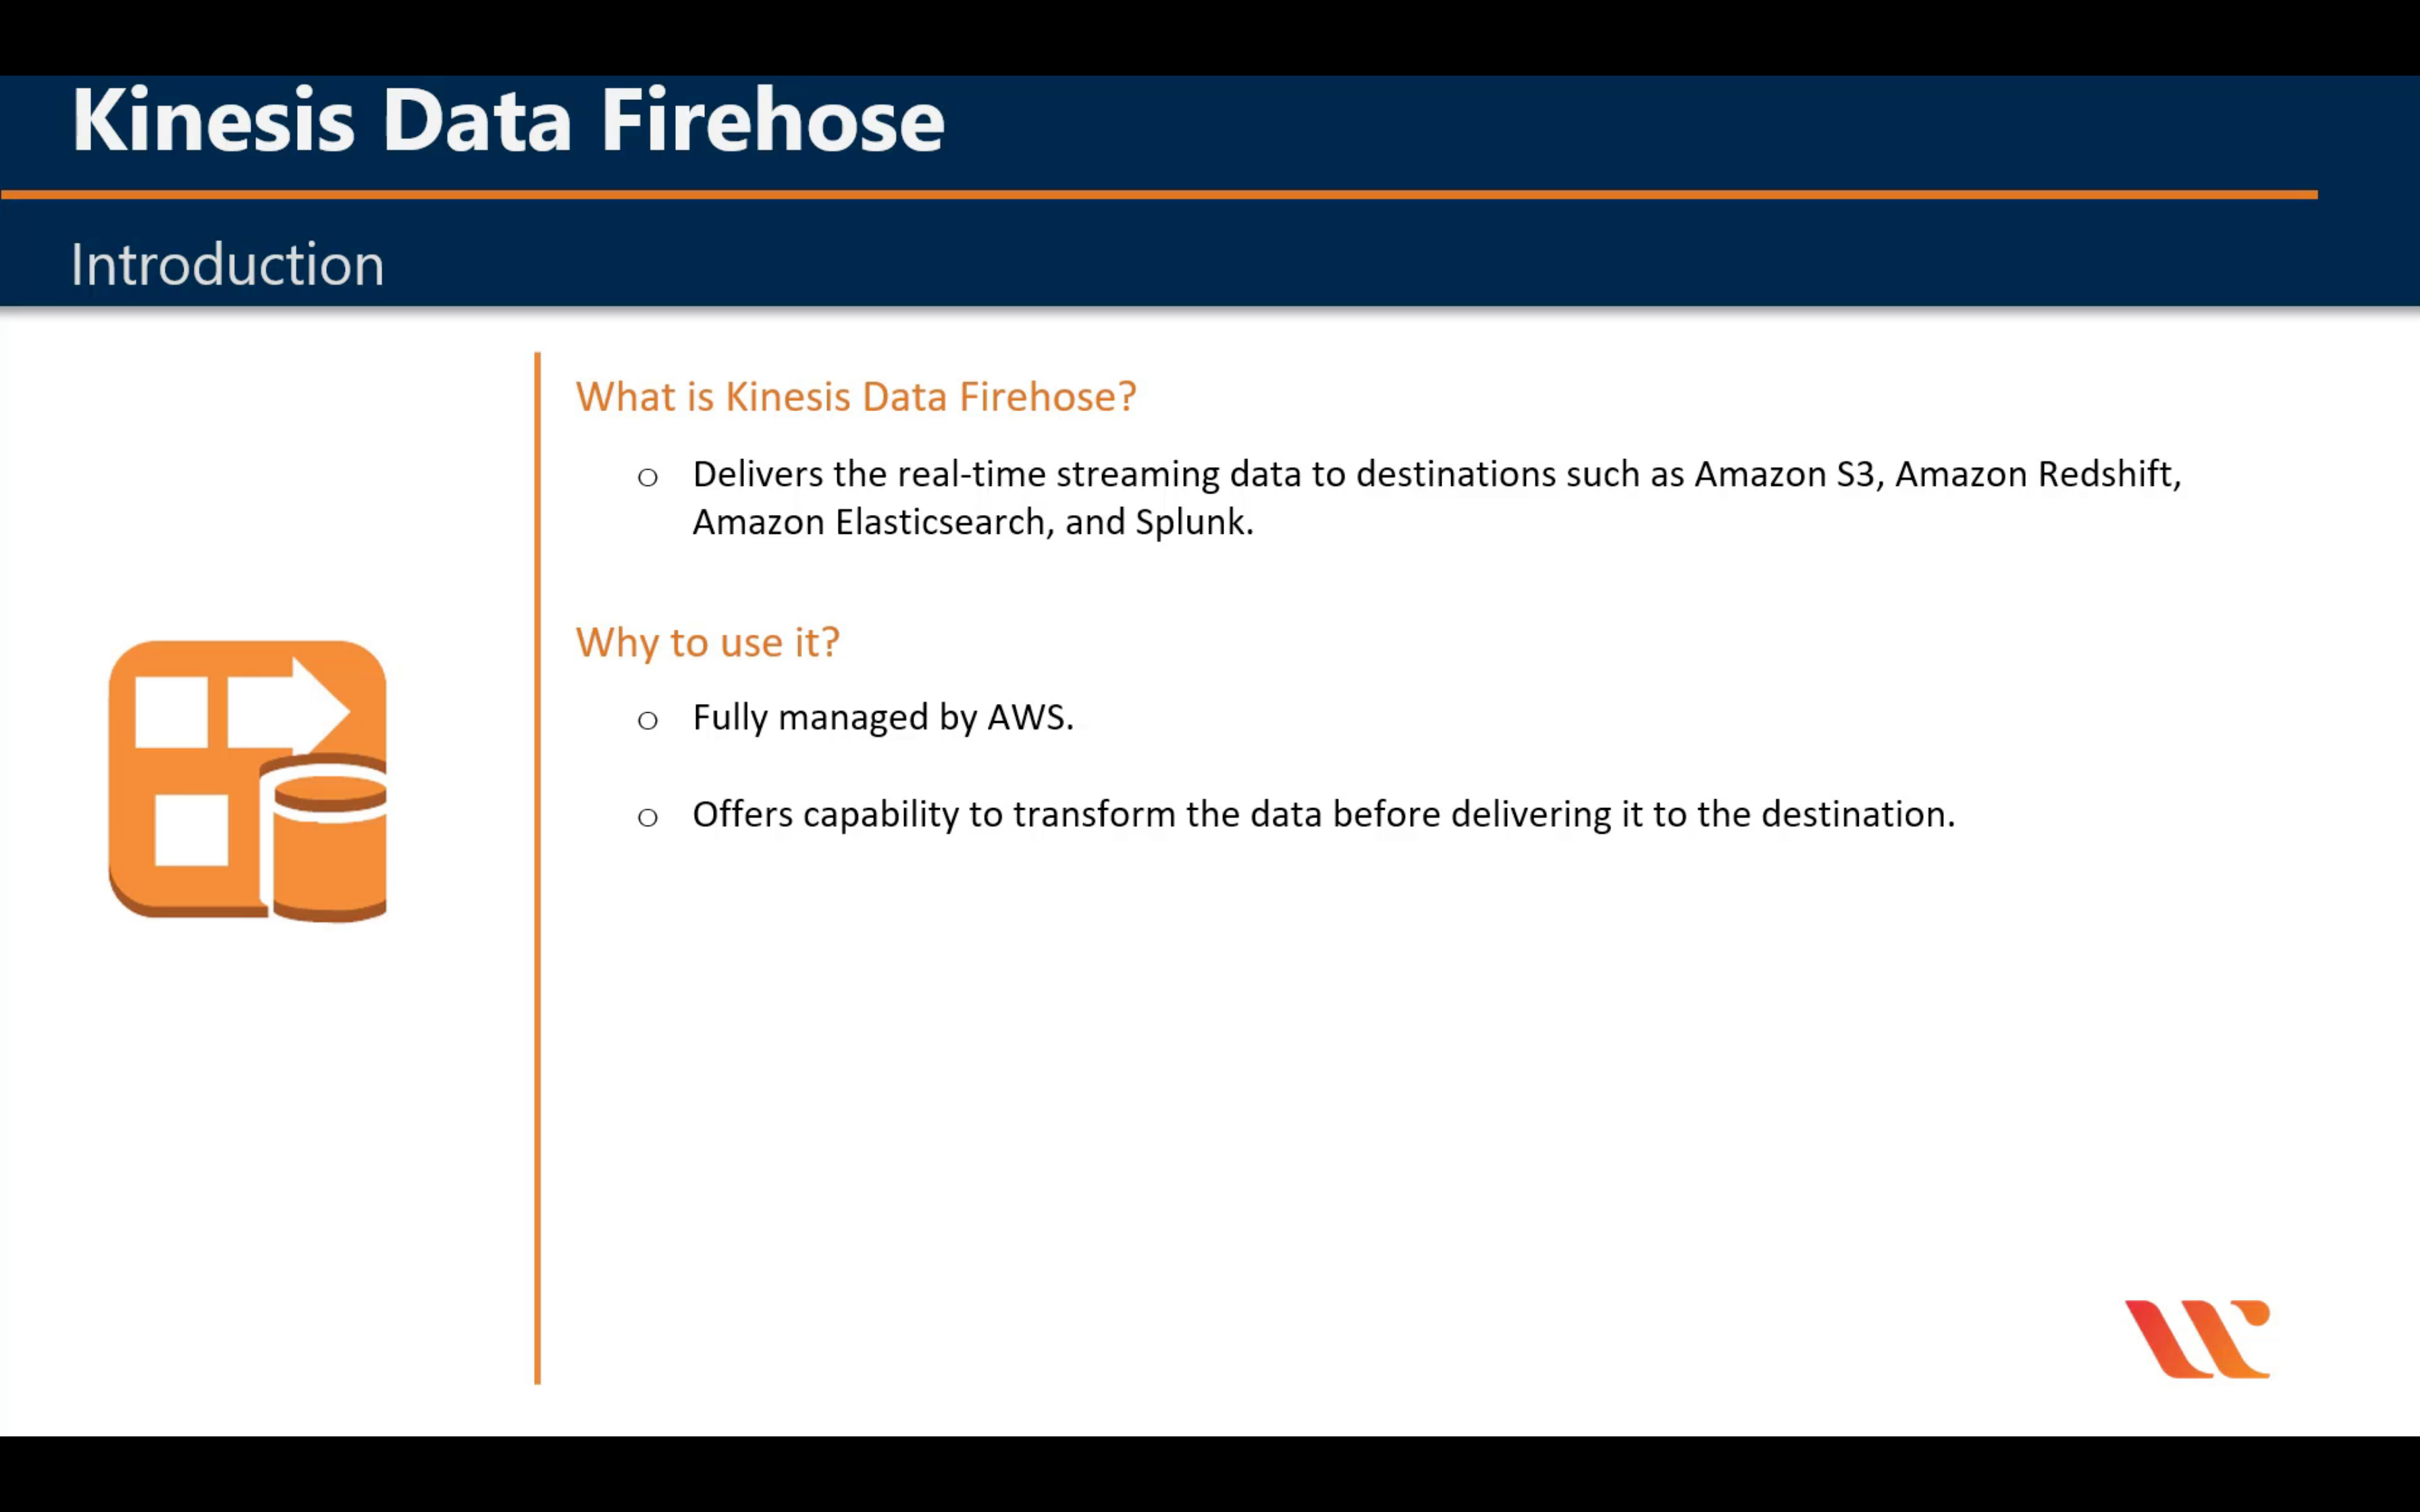 Kinesis Data Firehose
Introduction
What is Kinesis Data Firehose?
o Delivers the real-time streaming data to destinations such as Amazon S3, Amazon Redshift,
Amazon Elasticsearch, and Splunk.
Why to use it?
o Fully managed by AWS.
o Offers capability to transform the data before delivering it to the destination.